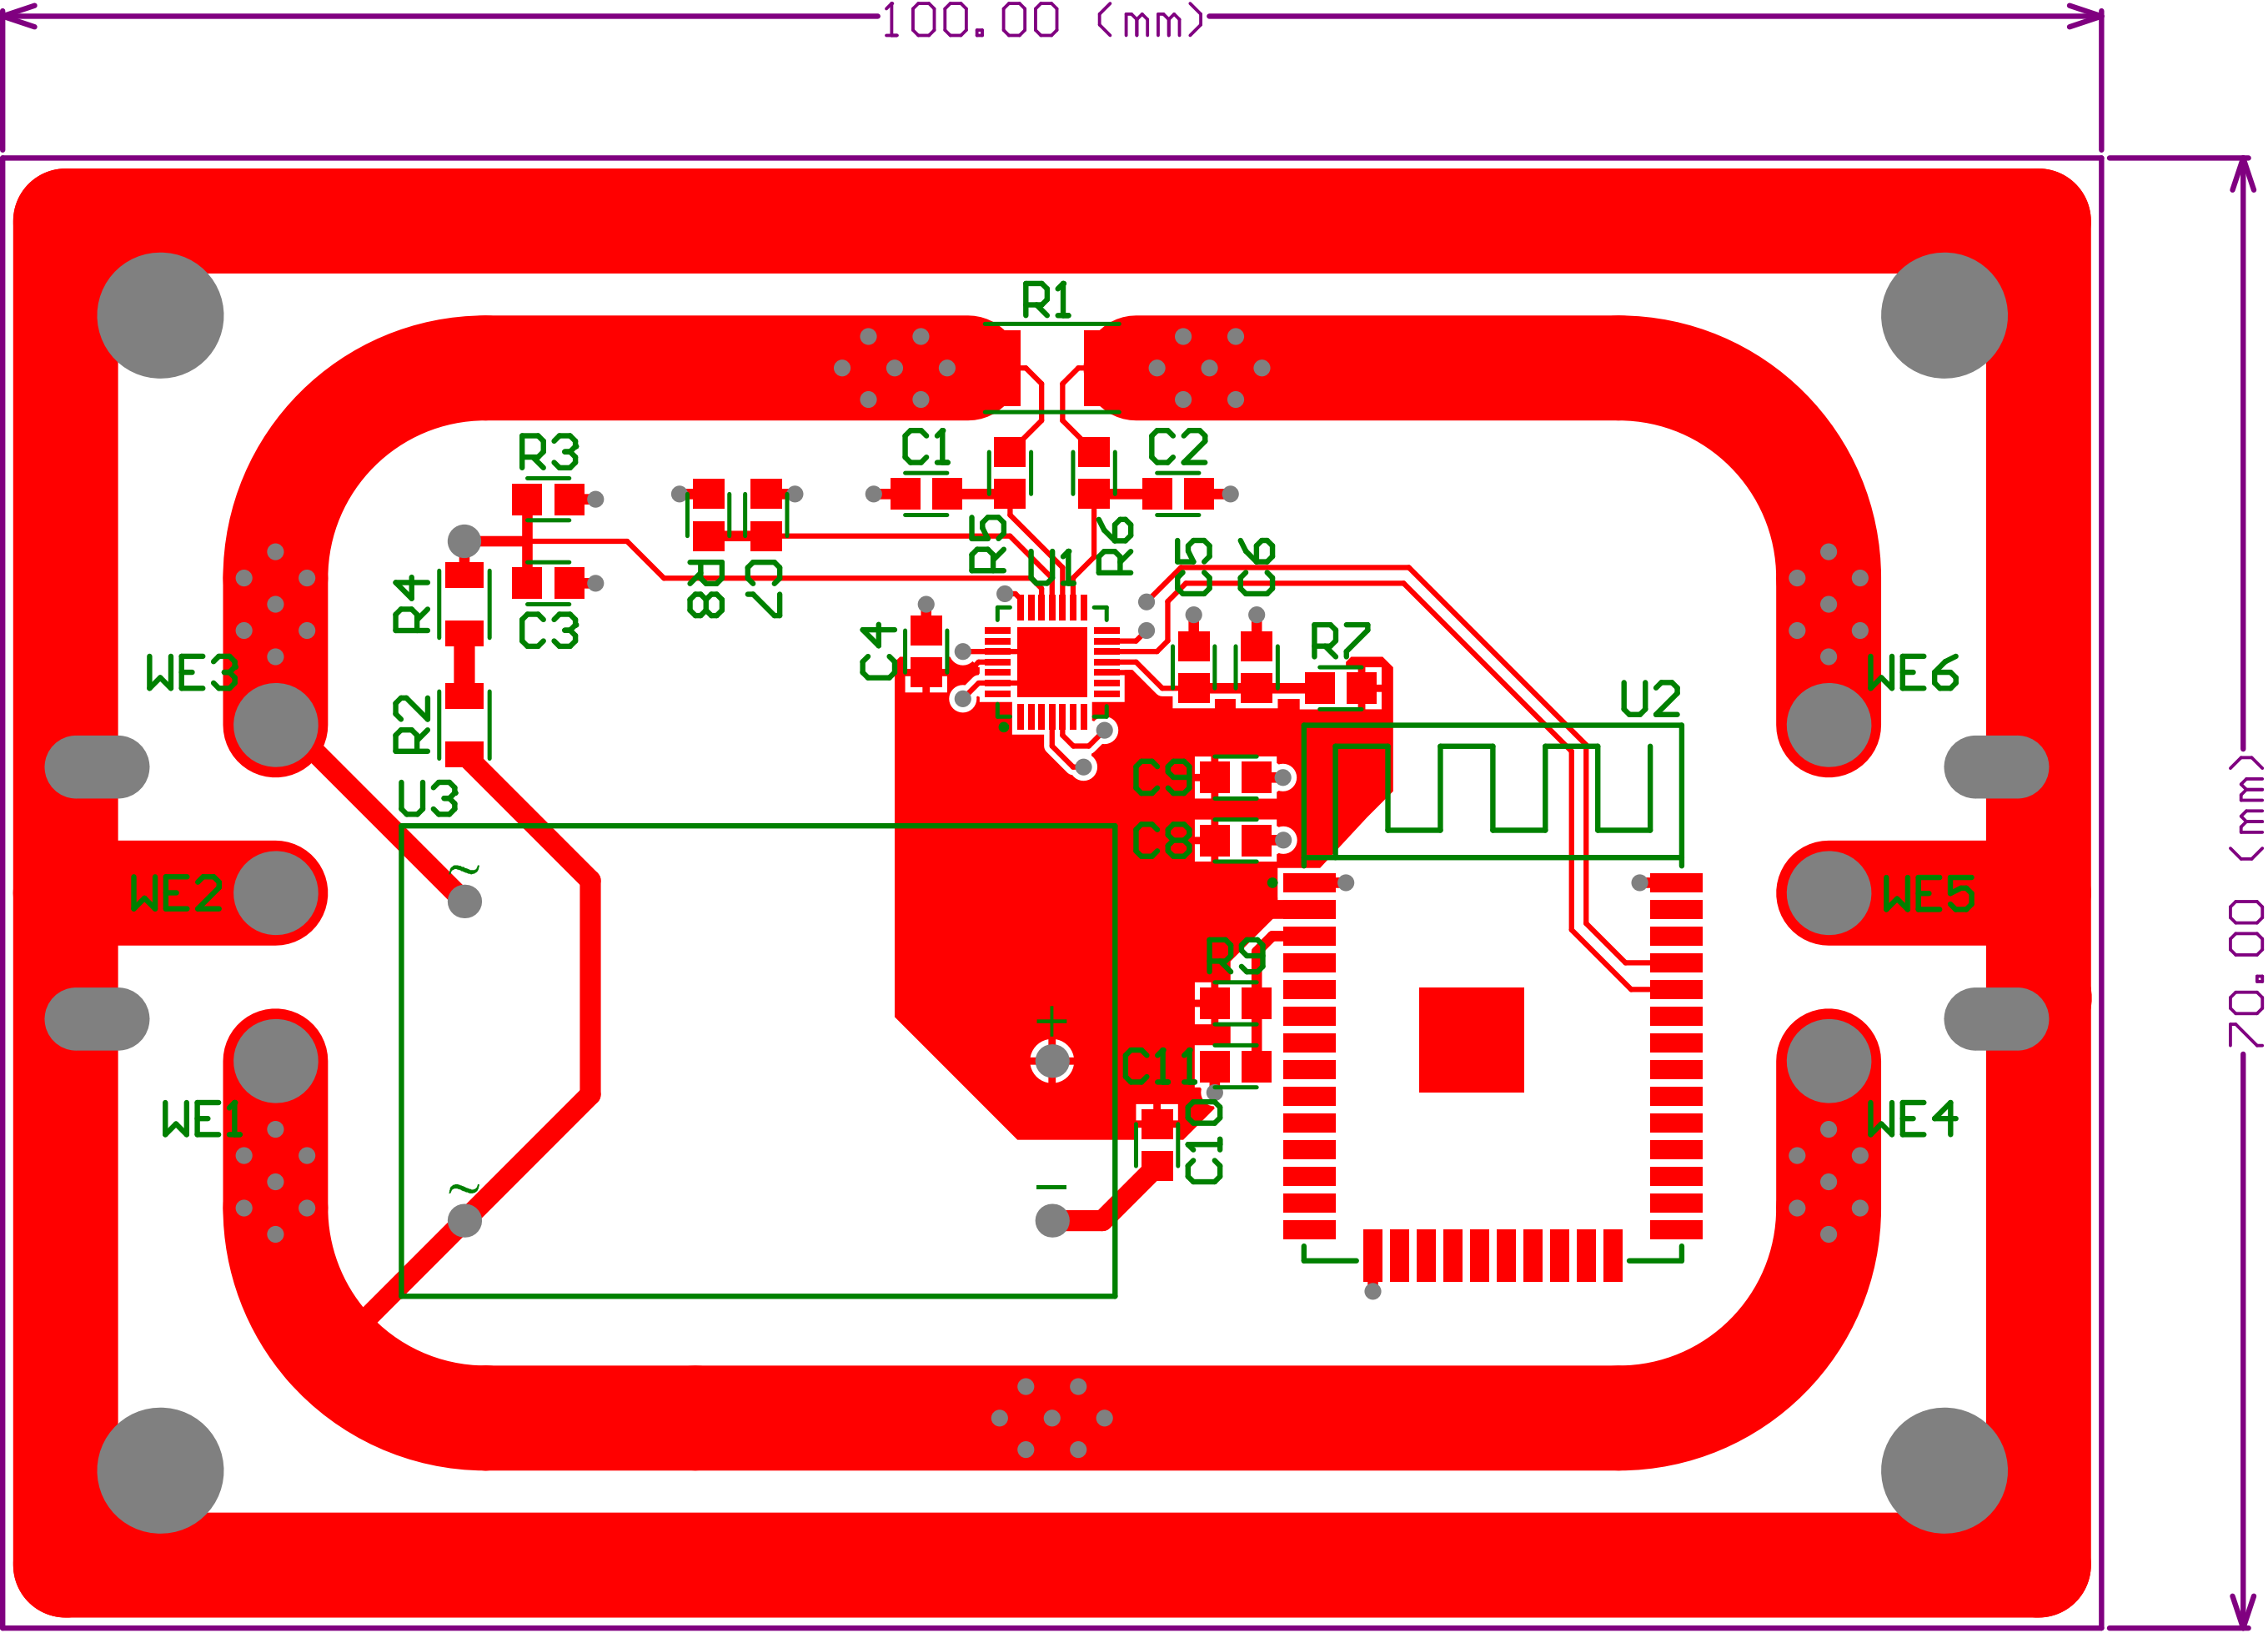 100.00 (mm)
R1
R3
C1
C2
R4
R5
U1
R6
C5
C6
R8
C7
C3
C4
R7
WE3
WE6
R2
U2
C9
U3
C8
~
WE2
WE5
R9
70.00 (mm)
+
C11
WE1
WE4
C10
~
−